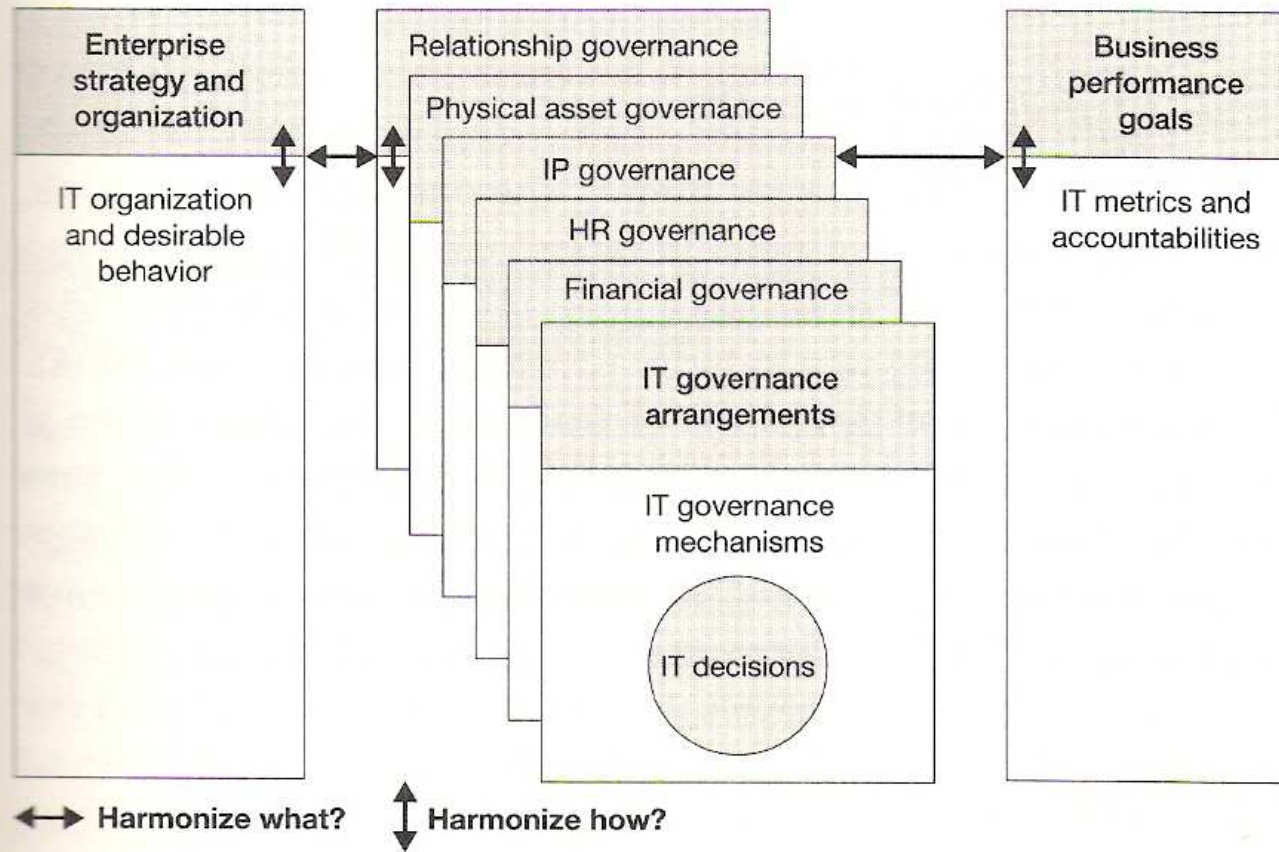 Enterprise
strategy and
organization
IT organization
and desirable
behavior
Relationship governance
Physical asset governance
IP governance
HR governance
Financial governance
IT governance
arrangements
IT governance
mechanisms
IT decisions
Business
performance
goals
IT metrics and
accountabilities
Harmonize what?
Harmonize how?